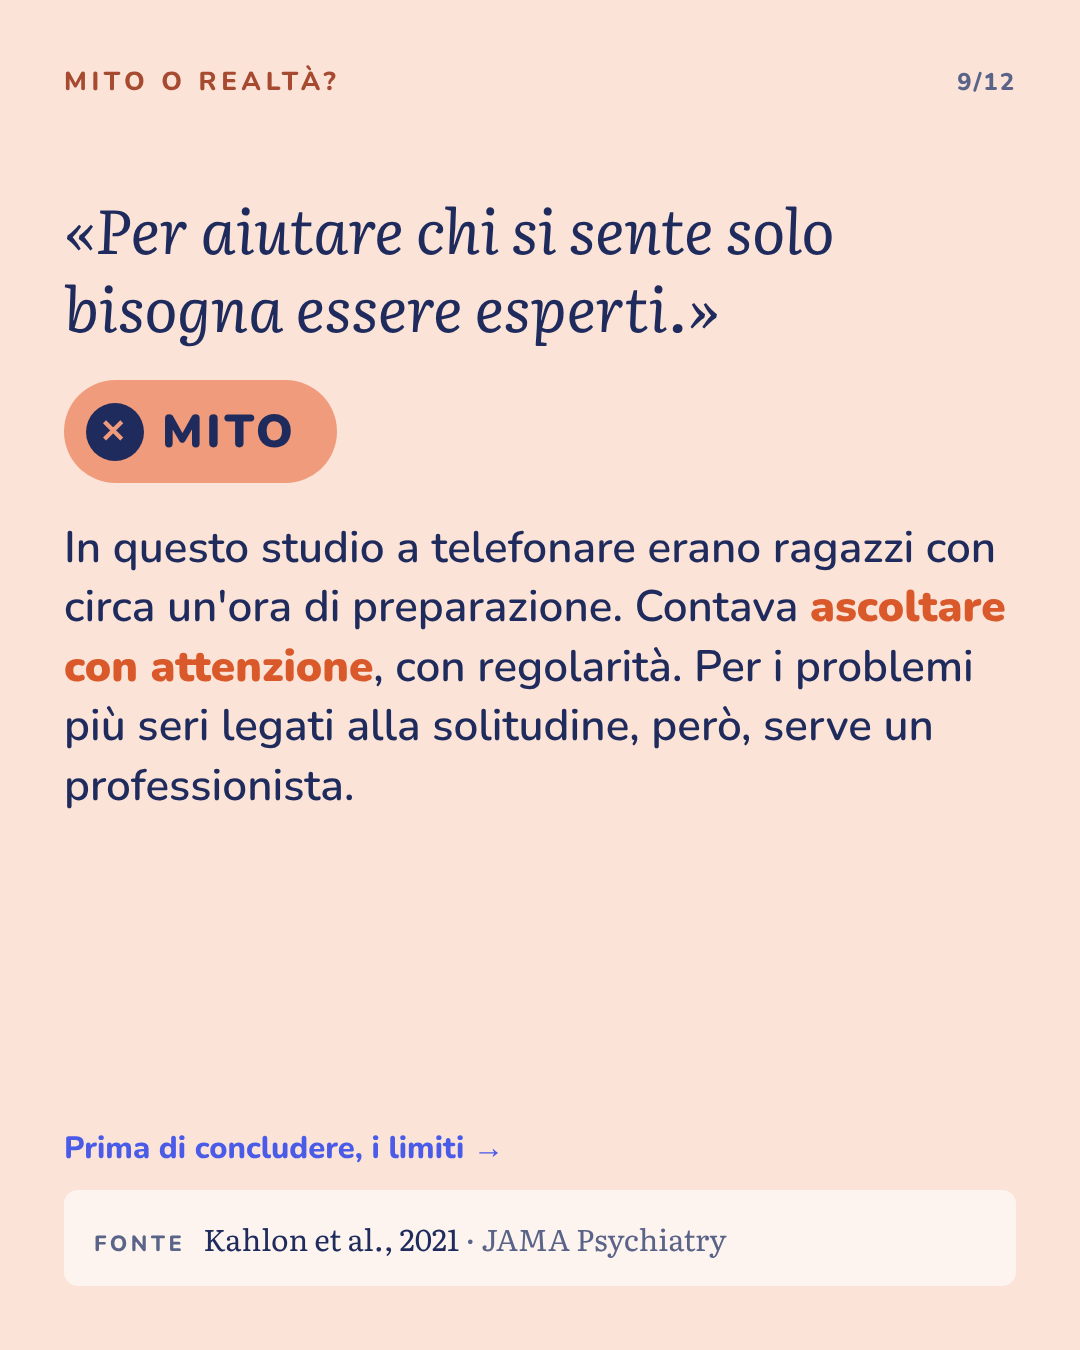 MITO O REALTÀ?
9/12
«Per aiutare chi si sente solo
bisogna essere esperti.»
× MITO
In questo studio a telefonare erano ragazzi con
circa un'ora di preparazione. Contava ascoltare
con attenzione, con regolarità. Per i problemi
più seri legati alla solitudine, però, serve un
professionista.
Prima di concludere, i limiti →
FONTE Kahlon et al., 2021 · JAMA Psychiatry